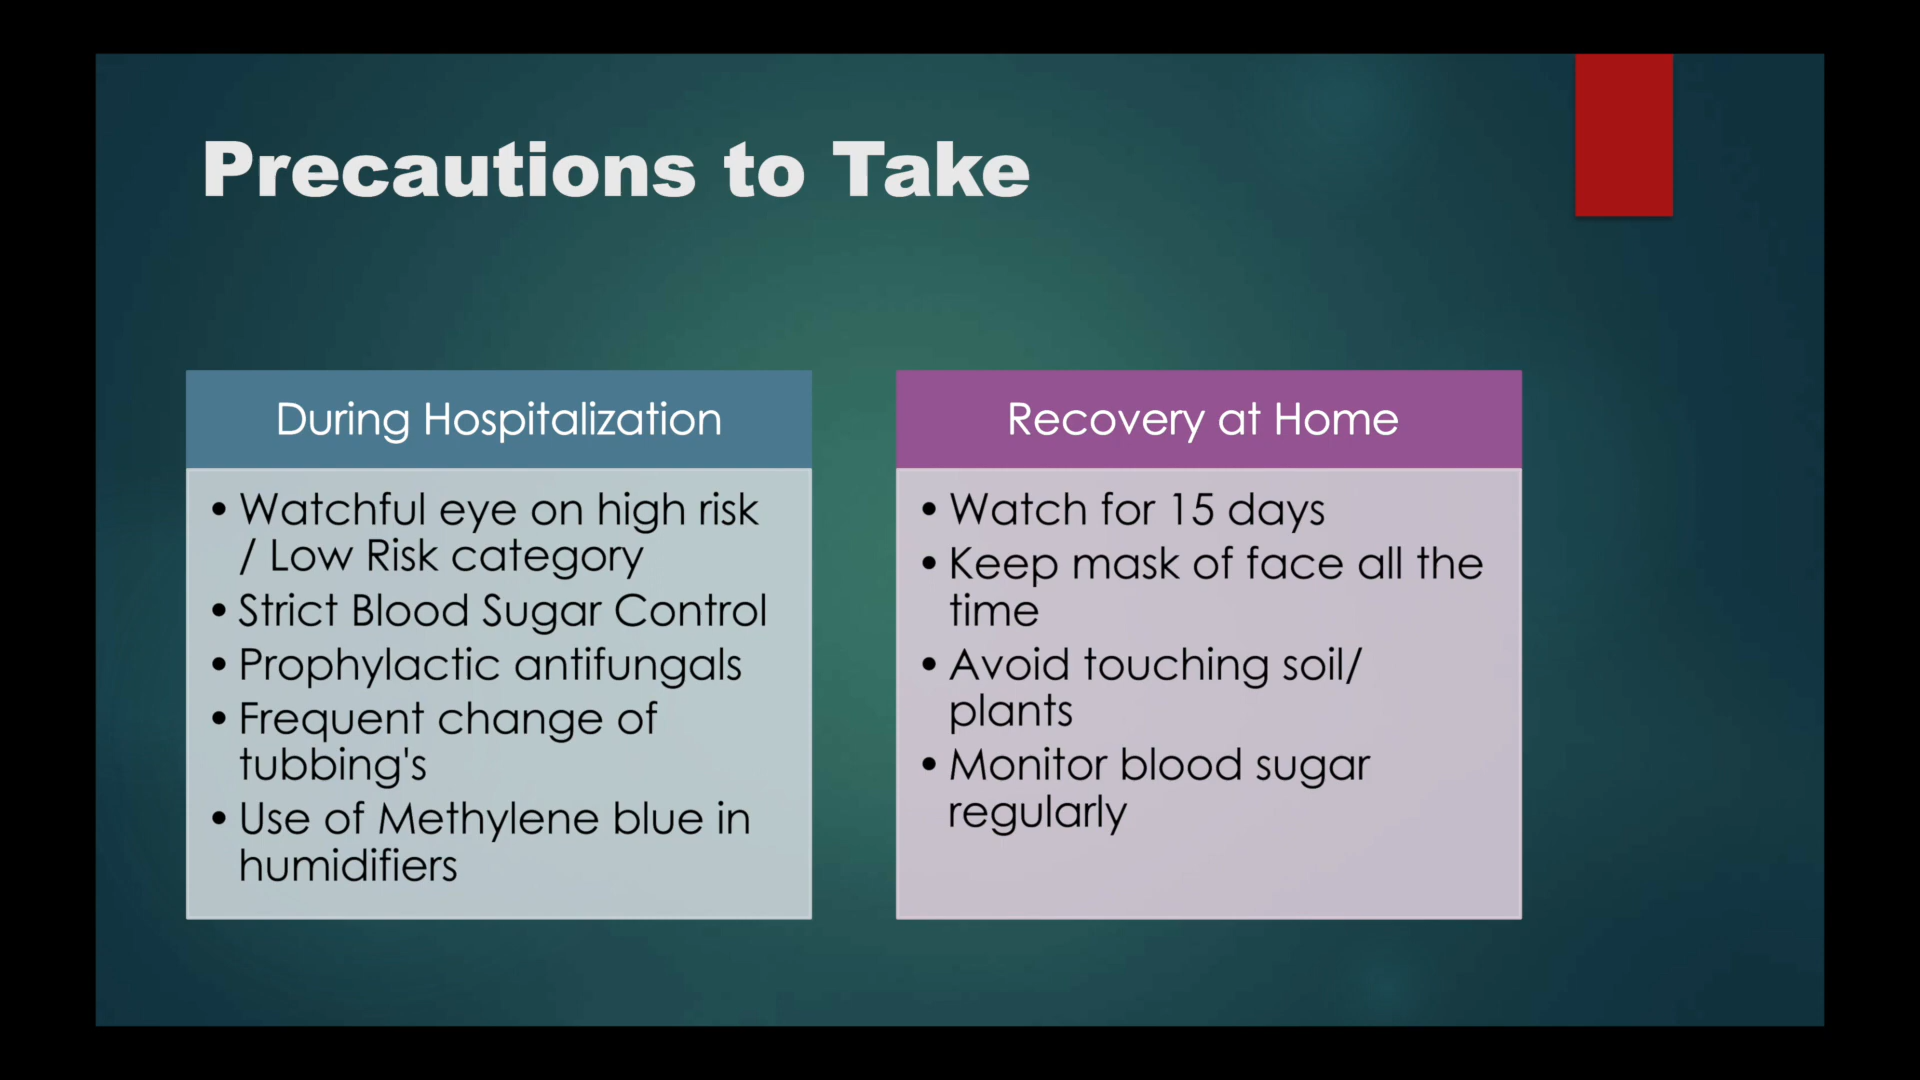 Precautions to Take
During Hospitalization
• Watchful eye on high risk
/ Low Risk category
• Strict Blood Sugar Control
• Prophylactic antifungals
• Frequent change of
tubbing's
• Use of Methylene blue in
humidifiers
Recovery at Home
• Watch for 15 days
• Keep mask of face all the
time
• Avoid touching soil/
plants
• Monitor blood sugar
regularly